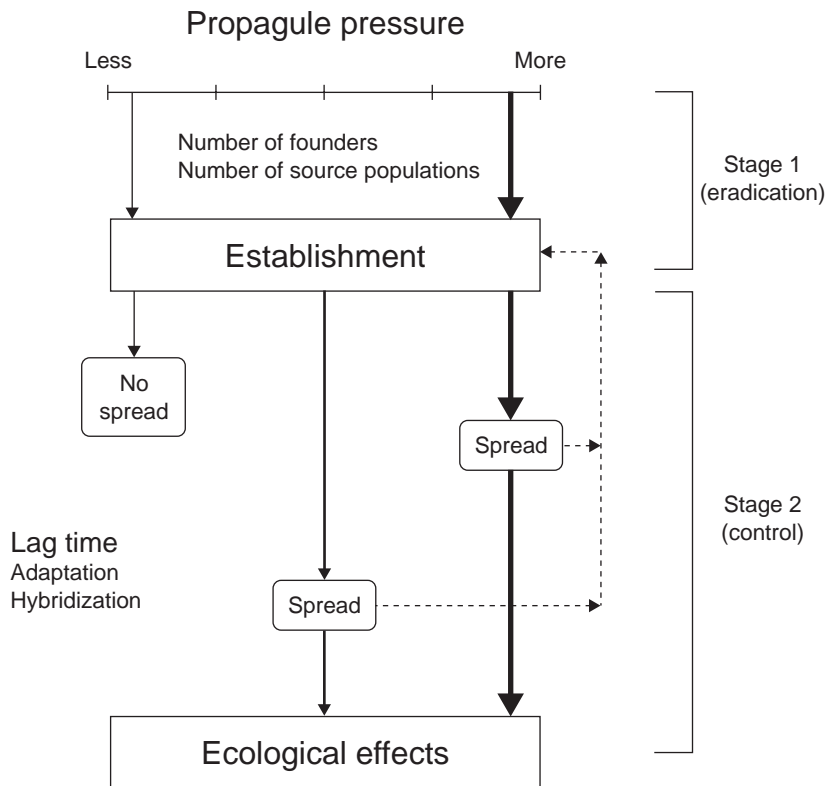 Propagule pressure
Less
More
Number of founders
Number of source populations
Stage 1
(eradication)
Establishment
No
spread
Spread
Stage 2
(control)
Lag time
Adaptation
Hybridization
Spread
Ecological effects